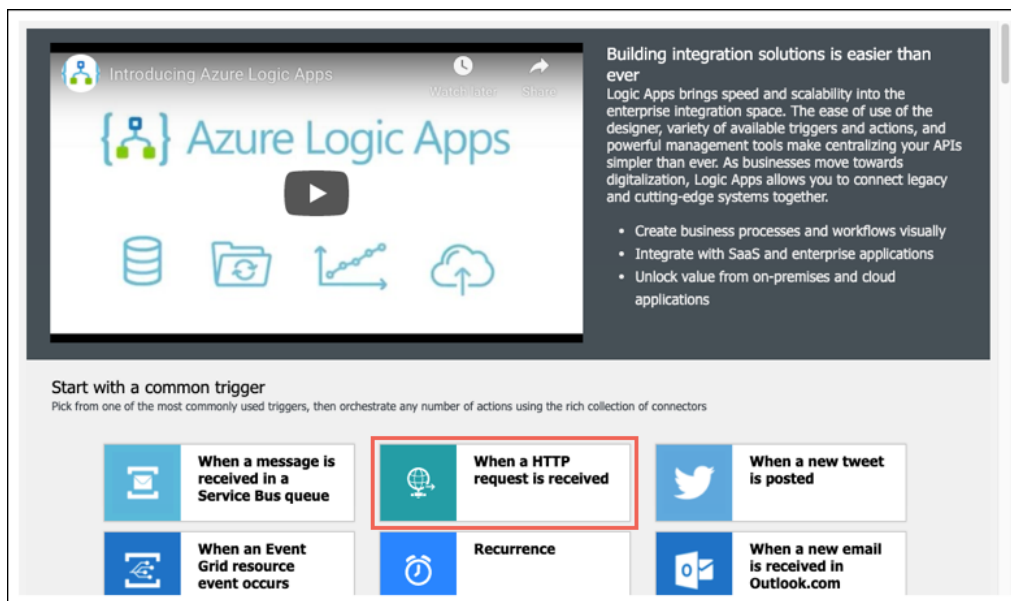 Introducing Azure Logic Apps
Watch later
Share
Azure Logic Apps
Building integration solutions is easier than
ever
Logic Apps brings speed and scalability into the
enterprise integration space. The ease of use of the
designer, variety of available triggers and actions, and
powerful management tools make centralizing your APIs
simpler than ever. As businesses move towards
digitalization, Logic Apps allows you to connect legacy
and cutting-edge systems together.
• Create business processes and workflows visually
• Integrate with SaaS and enterprise applications
• Unlock value from on-premises and cloud
applications
Start with a common trigger
Pick from one of the most commonly used triggers, then orchestrate any number of actions using the rich collection of connectors
When a message is
received in a
Service Bus queue
When a HTTP
request is received
When a new tweet
is posted
When an Event
Grid resource
event occurs
Recurrence
When a new email
is received in
Outlook.com